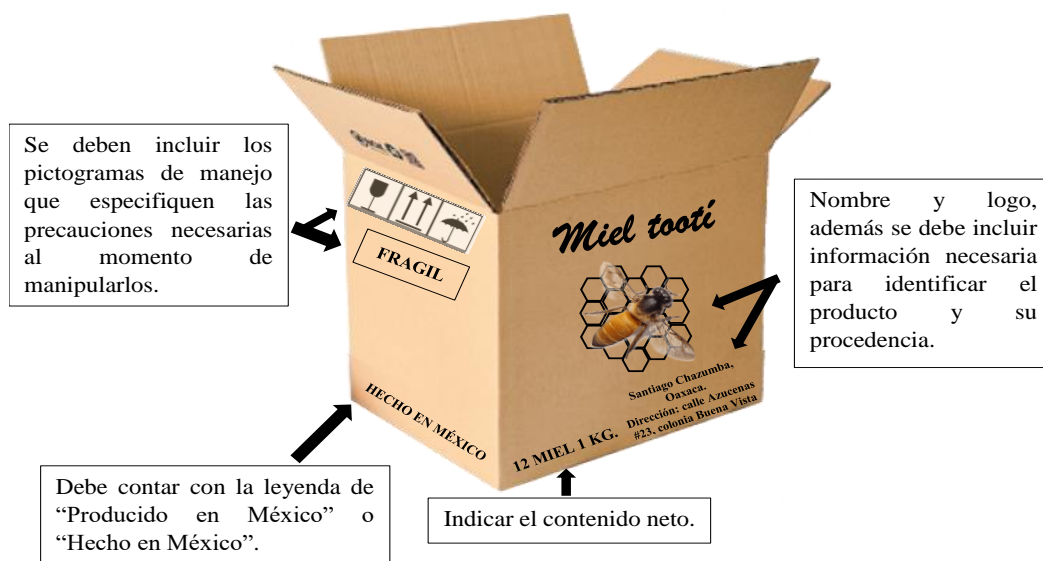 Se deben incluir los
pictogramas de manejo
que especifiquen las
precauciones necesarias
al momento de
manipularlos.
FRAGIL
Miel tootí
Nombre y logo,
además se debe incluir
información necesaria
para identificar el
producto y su
procedencia.
Santiago Chazumba,
Oaxaca.
Dirección: calle Azucenas
#23, colonia Buena Vista
HECHO EN MÉXICO
12 MIEL 1 KG.
Debe contar con la leyenda de
“Producido en México” o
“Hecho en México”.
Indicar el contenido neto.